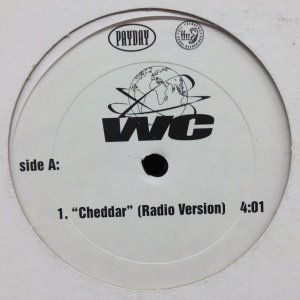 PAYDAY
ffrr
WC
side A:
1. “Cheddar” (Radio Version) 4:01